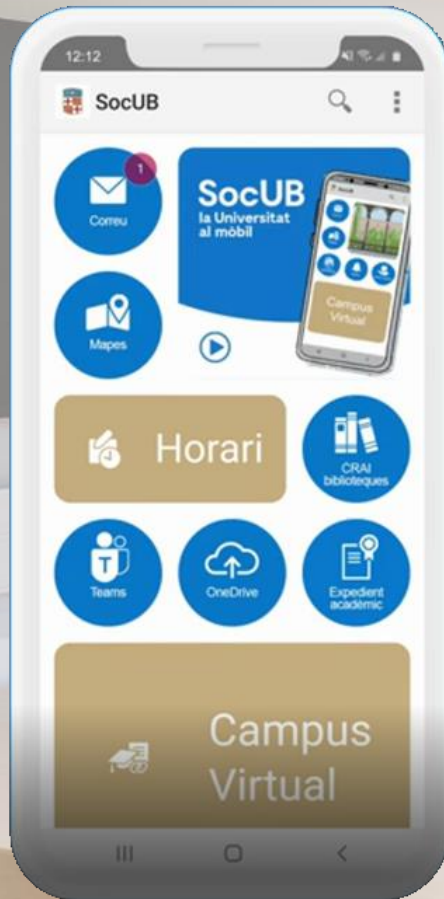 12:12
SocUB
1
Correu
SocUB
la Universitat
al mòbil
SocUB
Campus
Virtual
Mapes
Horari
CRAI
biblioteques
T
Teams
OneDrive
Expedient
acadèmic
Campus
Virtual